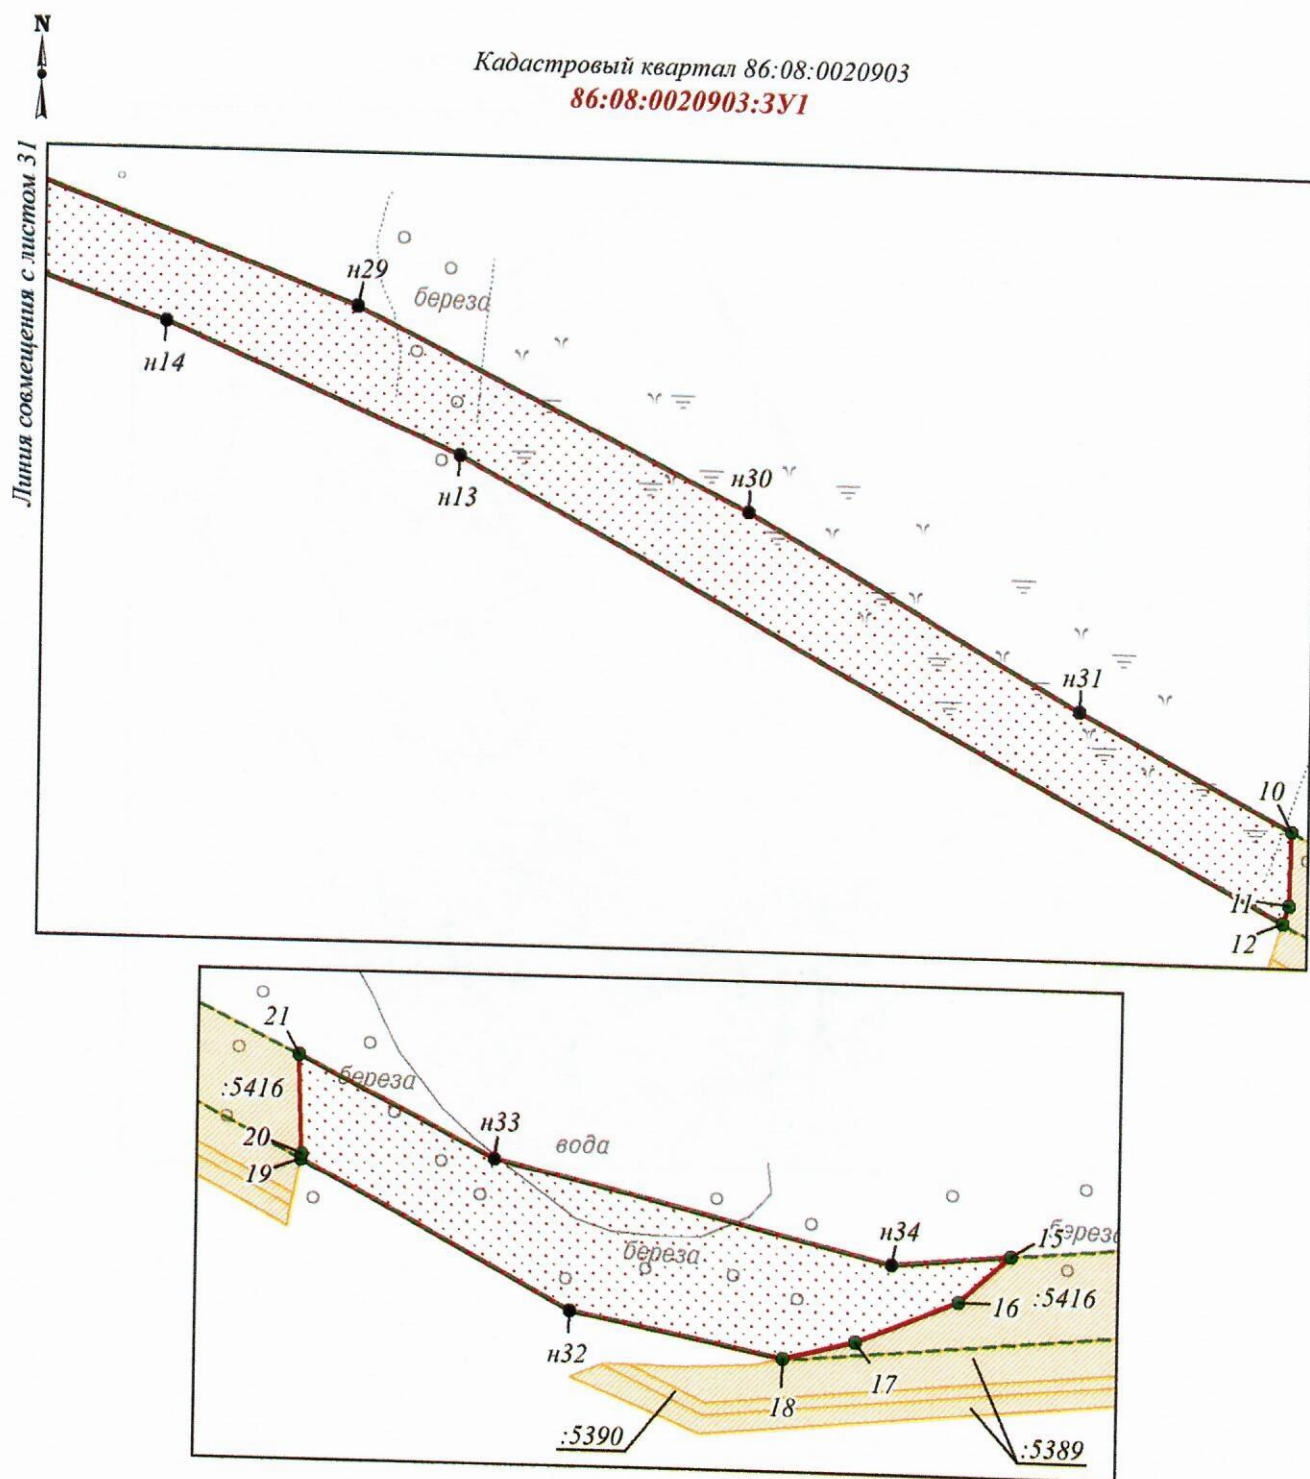 N
Кадастровый квартал 86:08:0020903
86:08:0020903:ЗУ1
Линия совмещения с листом 31
н29
береза
н14
н13
н30
н31
10
11
12
21
береза
:5416
н33
вода
20
19
н34
15
береза
береза
16
:5416
н32
17
18
:5390
:5389